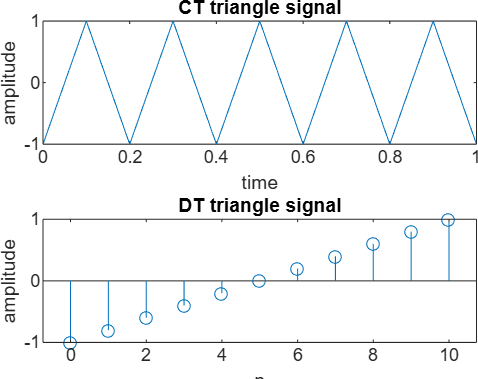 CT triangle signal
1
0
-1
amplitude
0 0.2 0.4 0.6 0.8 1
time
DT triangle signal
1
0
-1
amplitude
0 2 4 6 8 10